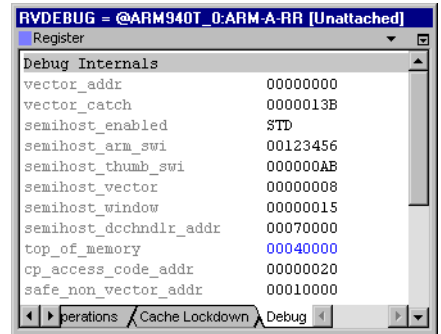 RVDEBUG = @ARM940T_0:ARM-A-RR [Unattached]
Register
Debug Internals
vector_addr 00000000
vector_catch 0000013B
semihost_enabled STD
semihost_arm_swi 00123456
semihost_thumb_swi 000000AB
semihost_vector 00000008
semihost_window 00000015
semihost_dcchndlr_addr 00070000
top_of_memory 00040000
cp_access_code_addr 00000020
safe_non_vector_addr 00010000
perations Cache Lockdown Debug